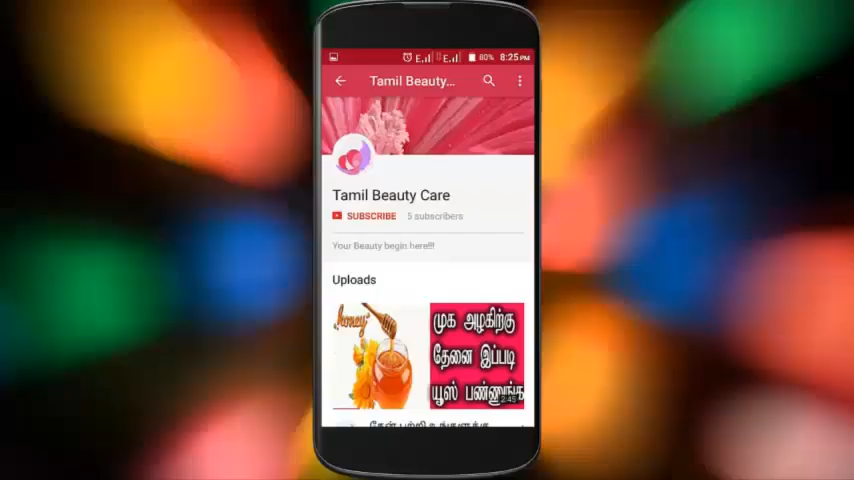 E E 80% 8:25 PM
Tamil Beauty...
Tamil Beauty Care
SUBSCRIBE 5 subscribers
Your Beauty begin here!!!
Uploads
honey
முக அழகிற்கு
தேனை இப்படி
யூஸ் பண்ணுங்க
2:45